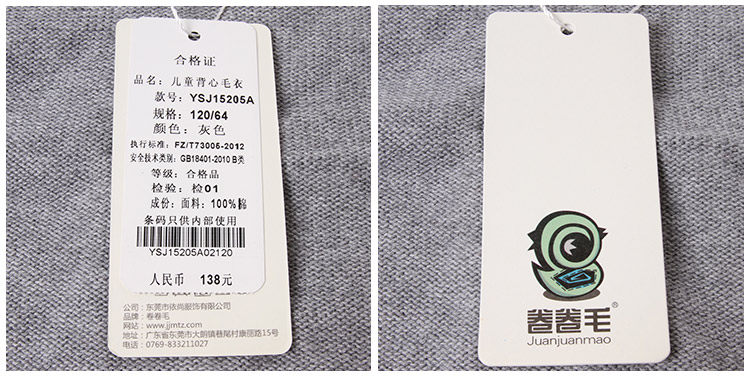 合格证
品名：儿童背心毛衣
款号：YSJ15205A
规格：120/64
颜色：灰色
执行标准：FZ/T73005-2012
安全技术类别：GB18401-2010 B类
等级：合格品
检验：检01
成份：面料：100%棉
条码只供内部使用
YSJ15205A02120
人民币 138元
公司：东莞市依尚服饰有限公司
品牌：卷卷毛
网站：www.jjmtz.com
地址：广东省东莞市大朗镇巷尾村康丽路15号
电话：0769-833211027
卷卷毛®
Juanjuanmao